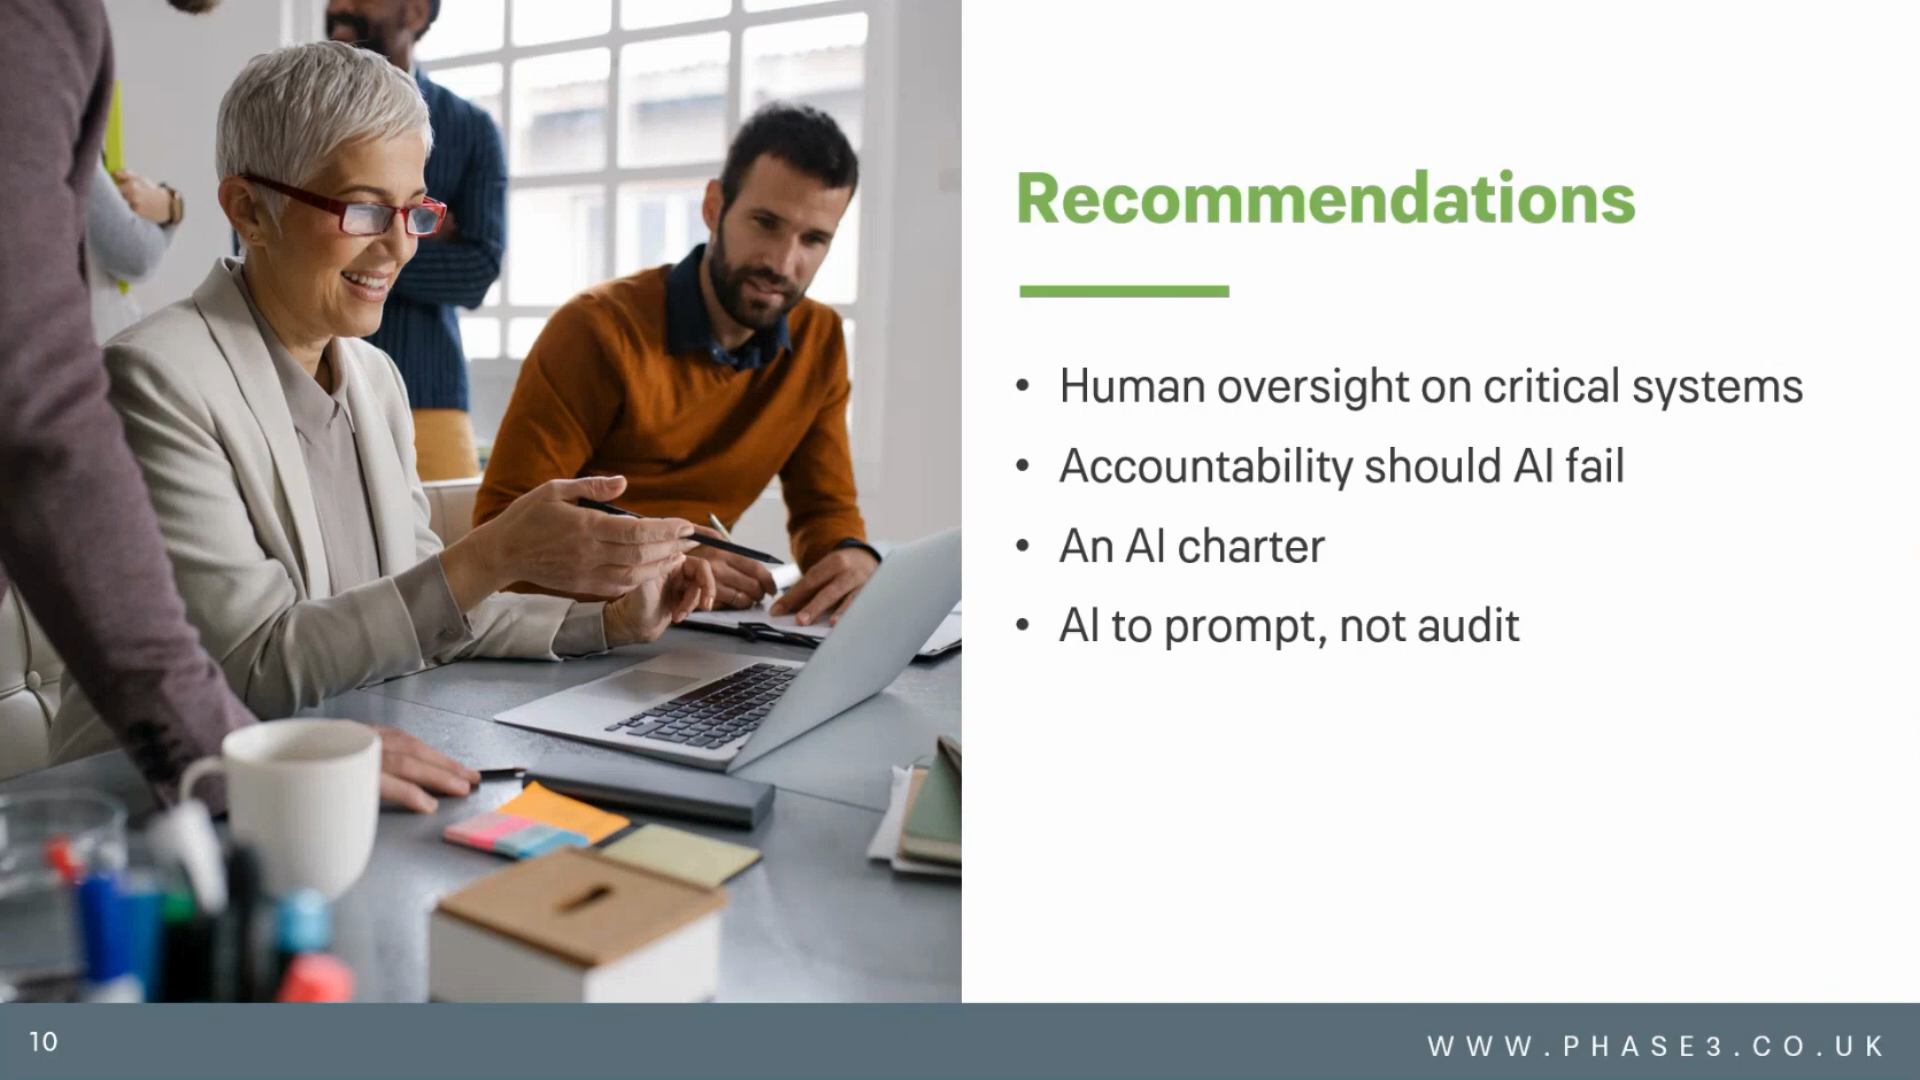 Recommendations
• Human oversight on critical systems
• Accountability should AI fail
• An AI charter
• AI to prompt, not audit
10
WWW.PHASE3.CO.UK